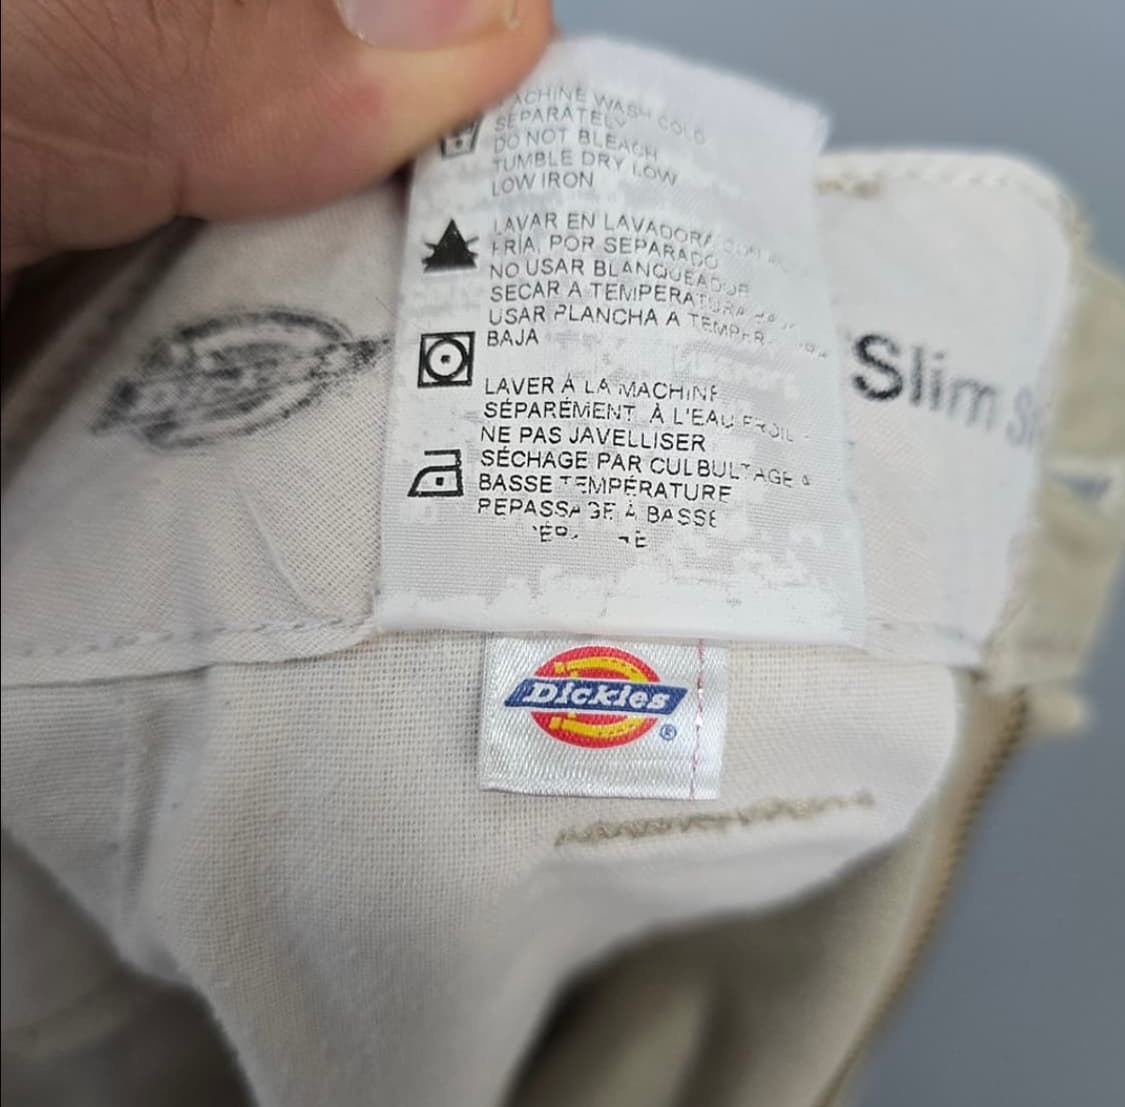 MACHINE WASH COLD
SEPARATELY
DO NOT BLEACH
TUMBLE DRY LOW
LOW IRON
LAVAR EN LAVADORA
FRÍA, POR SEPARADO
NO USAR BLANQUEADOR
SECAR A TEMPERATURA
USAR PLANCHA A
BAJA
LAVER À LA MACHINE
SÉPARÉMENT À L'EAU FROIDE
NE PAS JAVELLISER
SÉCHAGE PAR CULBUTAGE À
BASSE TEMPÉRATURE
REPASSAGE À BASSE
Slim
Dickies ®